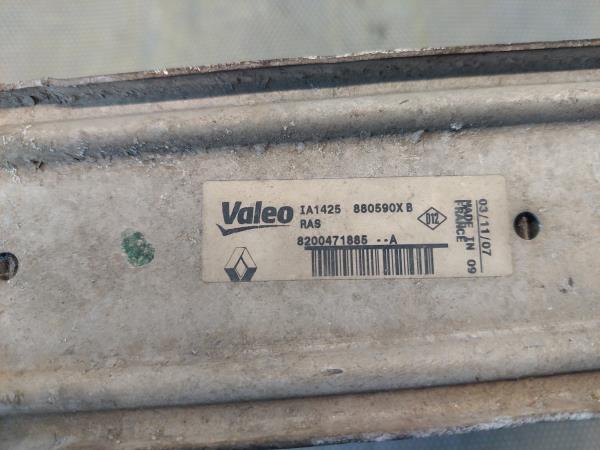 Valeo IA1425 880590X B
RAS
8200471885 --A
D12
MADE IN
FRANCE
03/11/07
09